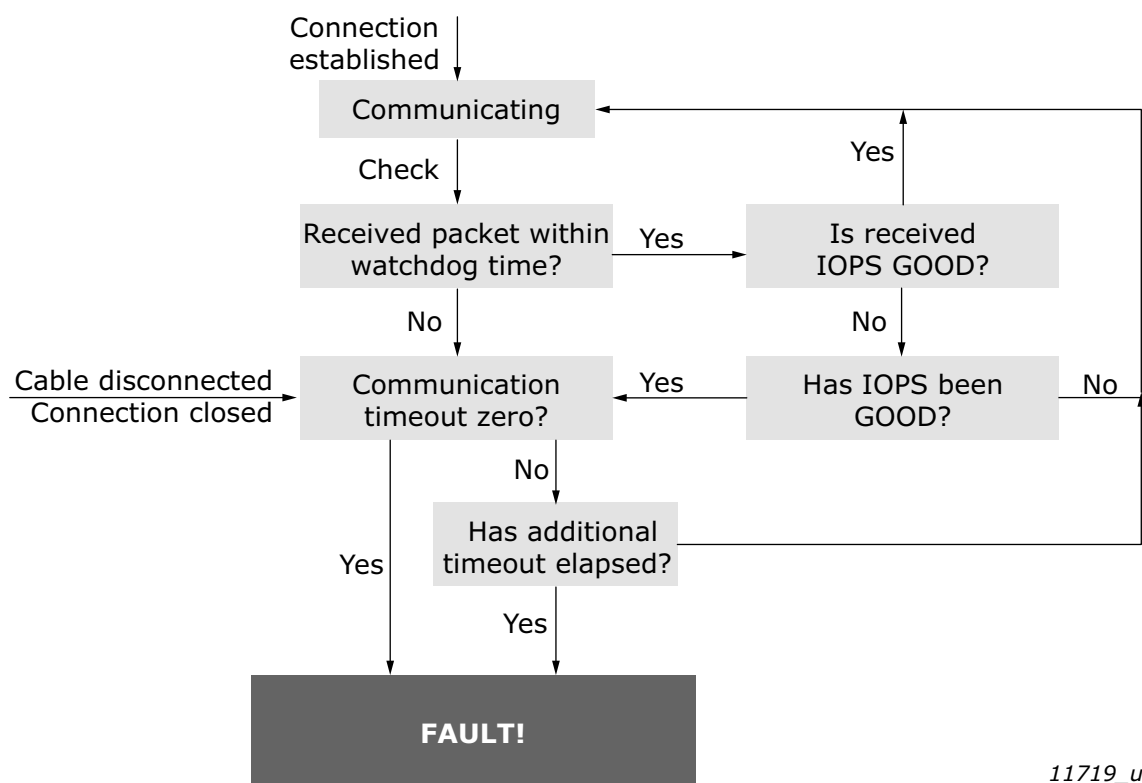 Connection
established
Communicating
Check
Yes
Received packet within
watchdog time?
Yes
Is received
IOPS GOOD?
No
No
Cable disconnected
Connection closed
Communication
timeout zero?
Yes
Has IOPS been
GOOD?
No
No
Has additional
timeout elapsed?
Yes
Yes
FAULT!
11719_u